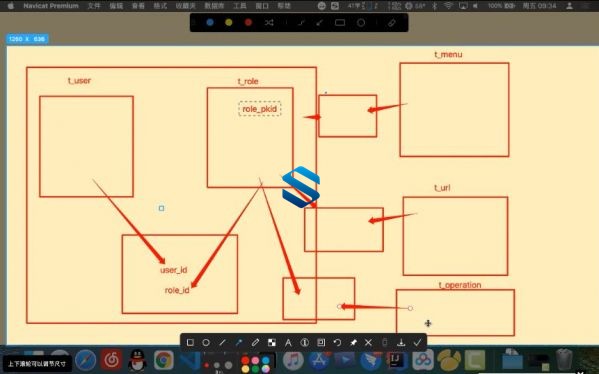 Navicat Premium 文件 编辑 查看 格式 收藏夹 数据库 工具 窗口 帮助 100% 周五 09:34
1260 X 636
t_menu
t_user
t_role
role_pkid
t_url
user_id
role_id
t_operation
上下滚轮可以调节尺寸